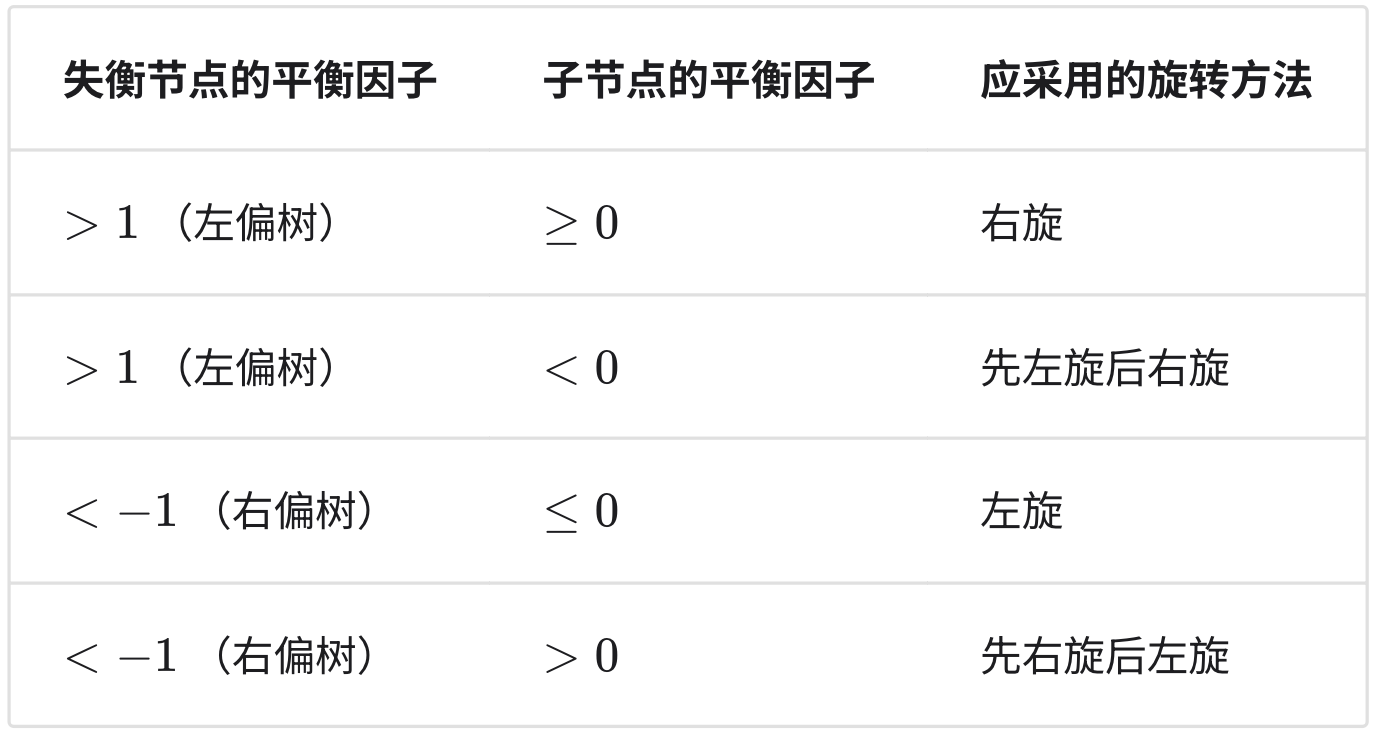 失衡节点的平衡因子 子节点的平衡因子 应采用的旋转方法
> 1 （左偏树） ≥ 0 右旋
> 1 （左偏树） < 0 先左旋后右旋
< −1 （右偏树） ≤ 0 左旋
< −1 （右偏树） > 0 先右旋后左旋